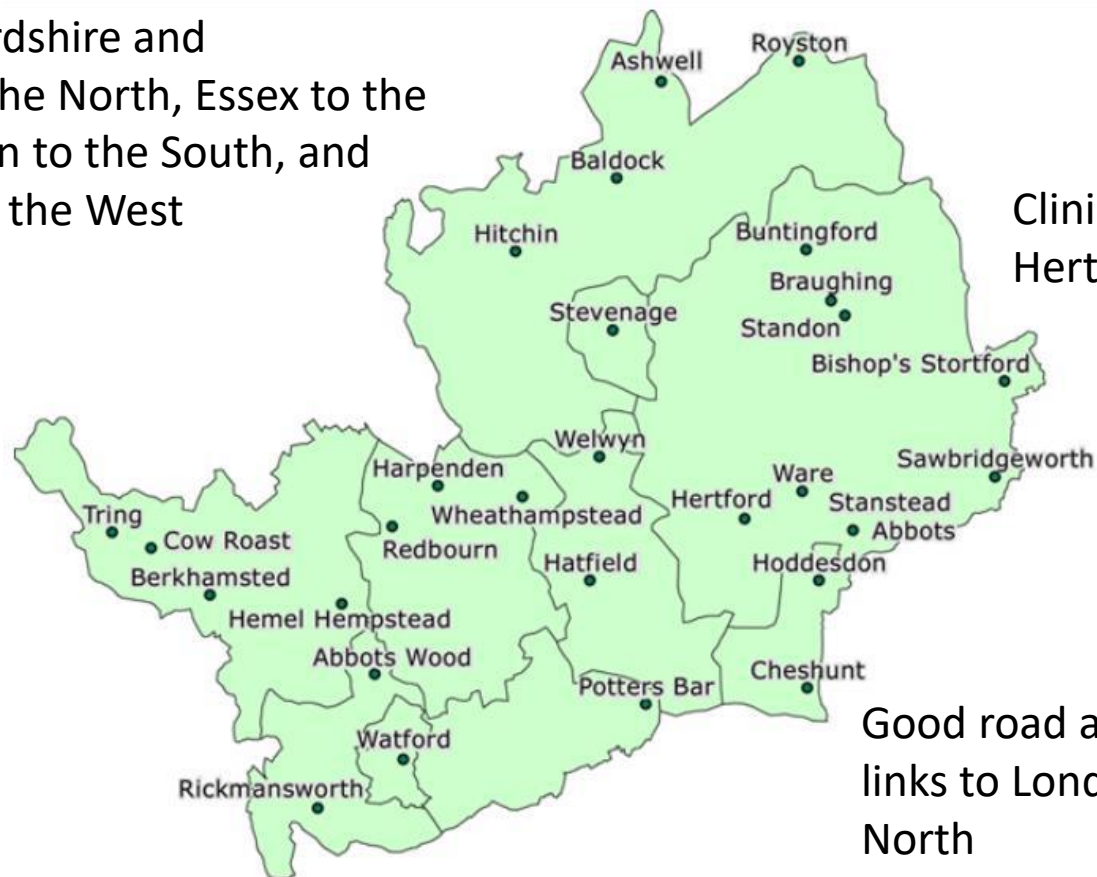 rdshire and
he North, Essex to the
n to the South, and
the West
Royston
Ashwell
Baldock
Clini
Hert
Hitchin
Buntingford
Braughing
Stevenage
Standon
Bishop's Stortford
Welwyn
Harpenden
Sawbridgeworth
Ware
Hertford
Stanstead
Abbots
Wheathampstead
Tring
Cow Roast
Redbourn
Hatfield
Hoddesdon
Berkhamsted
Hemel Hempstead
Abbots Wood
Cheshunt
Potters Bar
Good road a
links to Lond
North
Watford
Rickmansworth